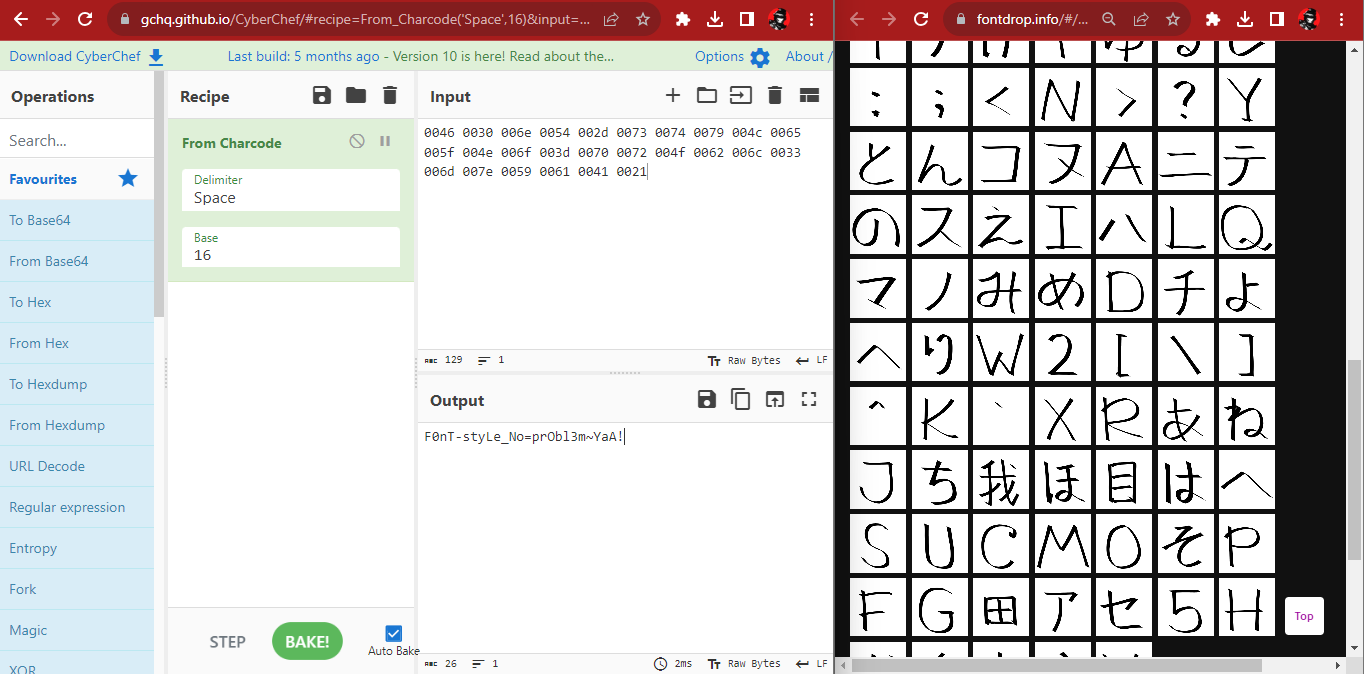 gchq.github.io/CyberChef/#recipe=From_Charcode('Space',16)&input=...
Download CyberChef
Last build: 5 months ago - Version 10 is here! Read about the...
Options
About /
Operations
Search...
Favourites
To Base64
From Base64
To Hex
From Hex
To Hexdump
From Hexdump
URL Decode
Regular expression
Entropy
Fork
Magic
XOR
Recipe
From Charcode
Delimiter
Space
Base
16
STEP
BAKE!
Auto Bake
Input
0046 0030 006e 0054 002d 0073 0074 0079 004c 0065
005f 004e 006f 003d 0070 0072 004f 0062 006c 0033
006d 007e 0059 0061 0041 0021
ABC 129 1 Tт Raw Bytes LF
Output
F0nT-styLe_No=prObl3m~YaA!
ABC 26 1 2ms Tт Raw Bytes LF
fontdrop.info/#/...
: ; < N > ? Y
と ん コ ヌ A ニ テ
の ス え エ ハ L Q
マ ノ み め D チ よ
ヘ り W 2 [ \ ]
^ K ` X R あ ね
J ち 我 ほ 目 は へ
S U C M O そ P
F G 田 ア セ 5 H
Top